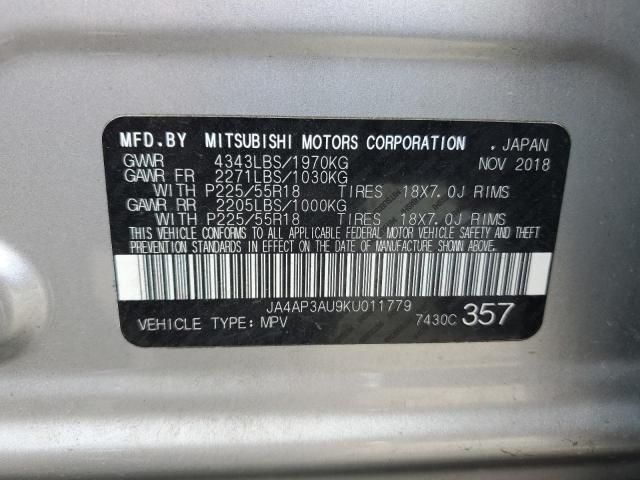 MFD.BY MITSUBISHI MOTORS CORPORATION . JAPAN
GVWR 4343LBS/1970KG NOV 2018
GAWR FR 2271LBS/1030KG
WITH P225/55R18 TIRES 18X7.0J RIMS
GAWR RR 2205LBS/1000KG
WITH P225/55R18 TIRES 18X7.0J RIMS
THIS VEHICLE CONFORMS TO ALL APPLICABLE FEDERAL MOTOR VEHICLE SAFETY AND THEFT
PREVENTION STANDARDS IN EFFECT ON THE DATE OF MANUFACTURE SHOWN ABOVE.
JA4AP3AU9KU011779
VEHICLE TYPE: MPV 7430C 357